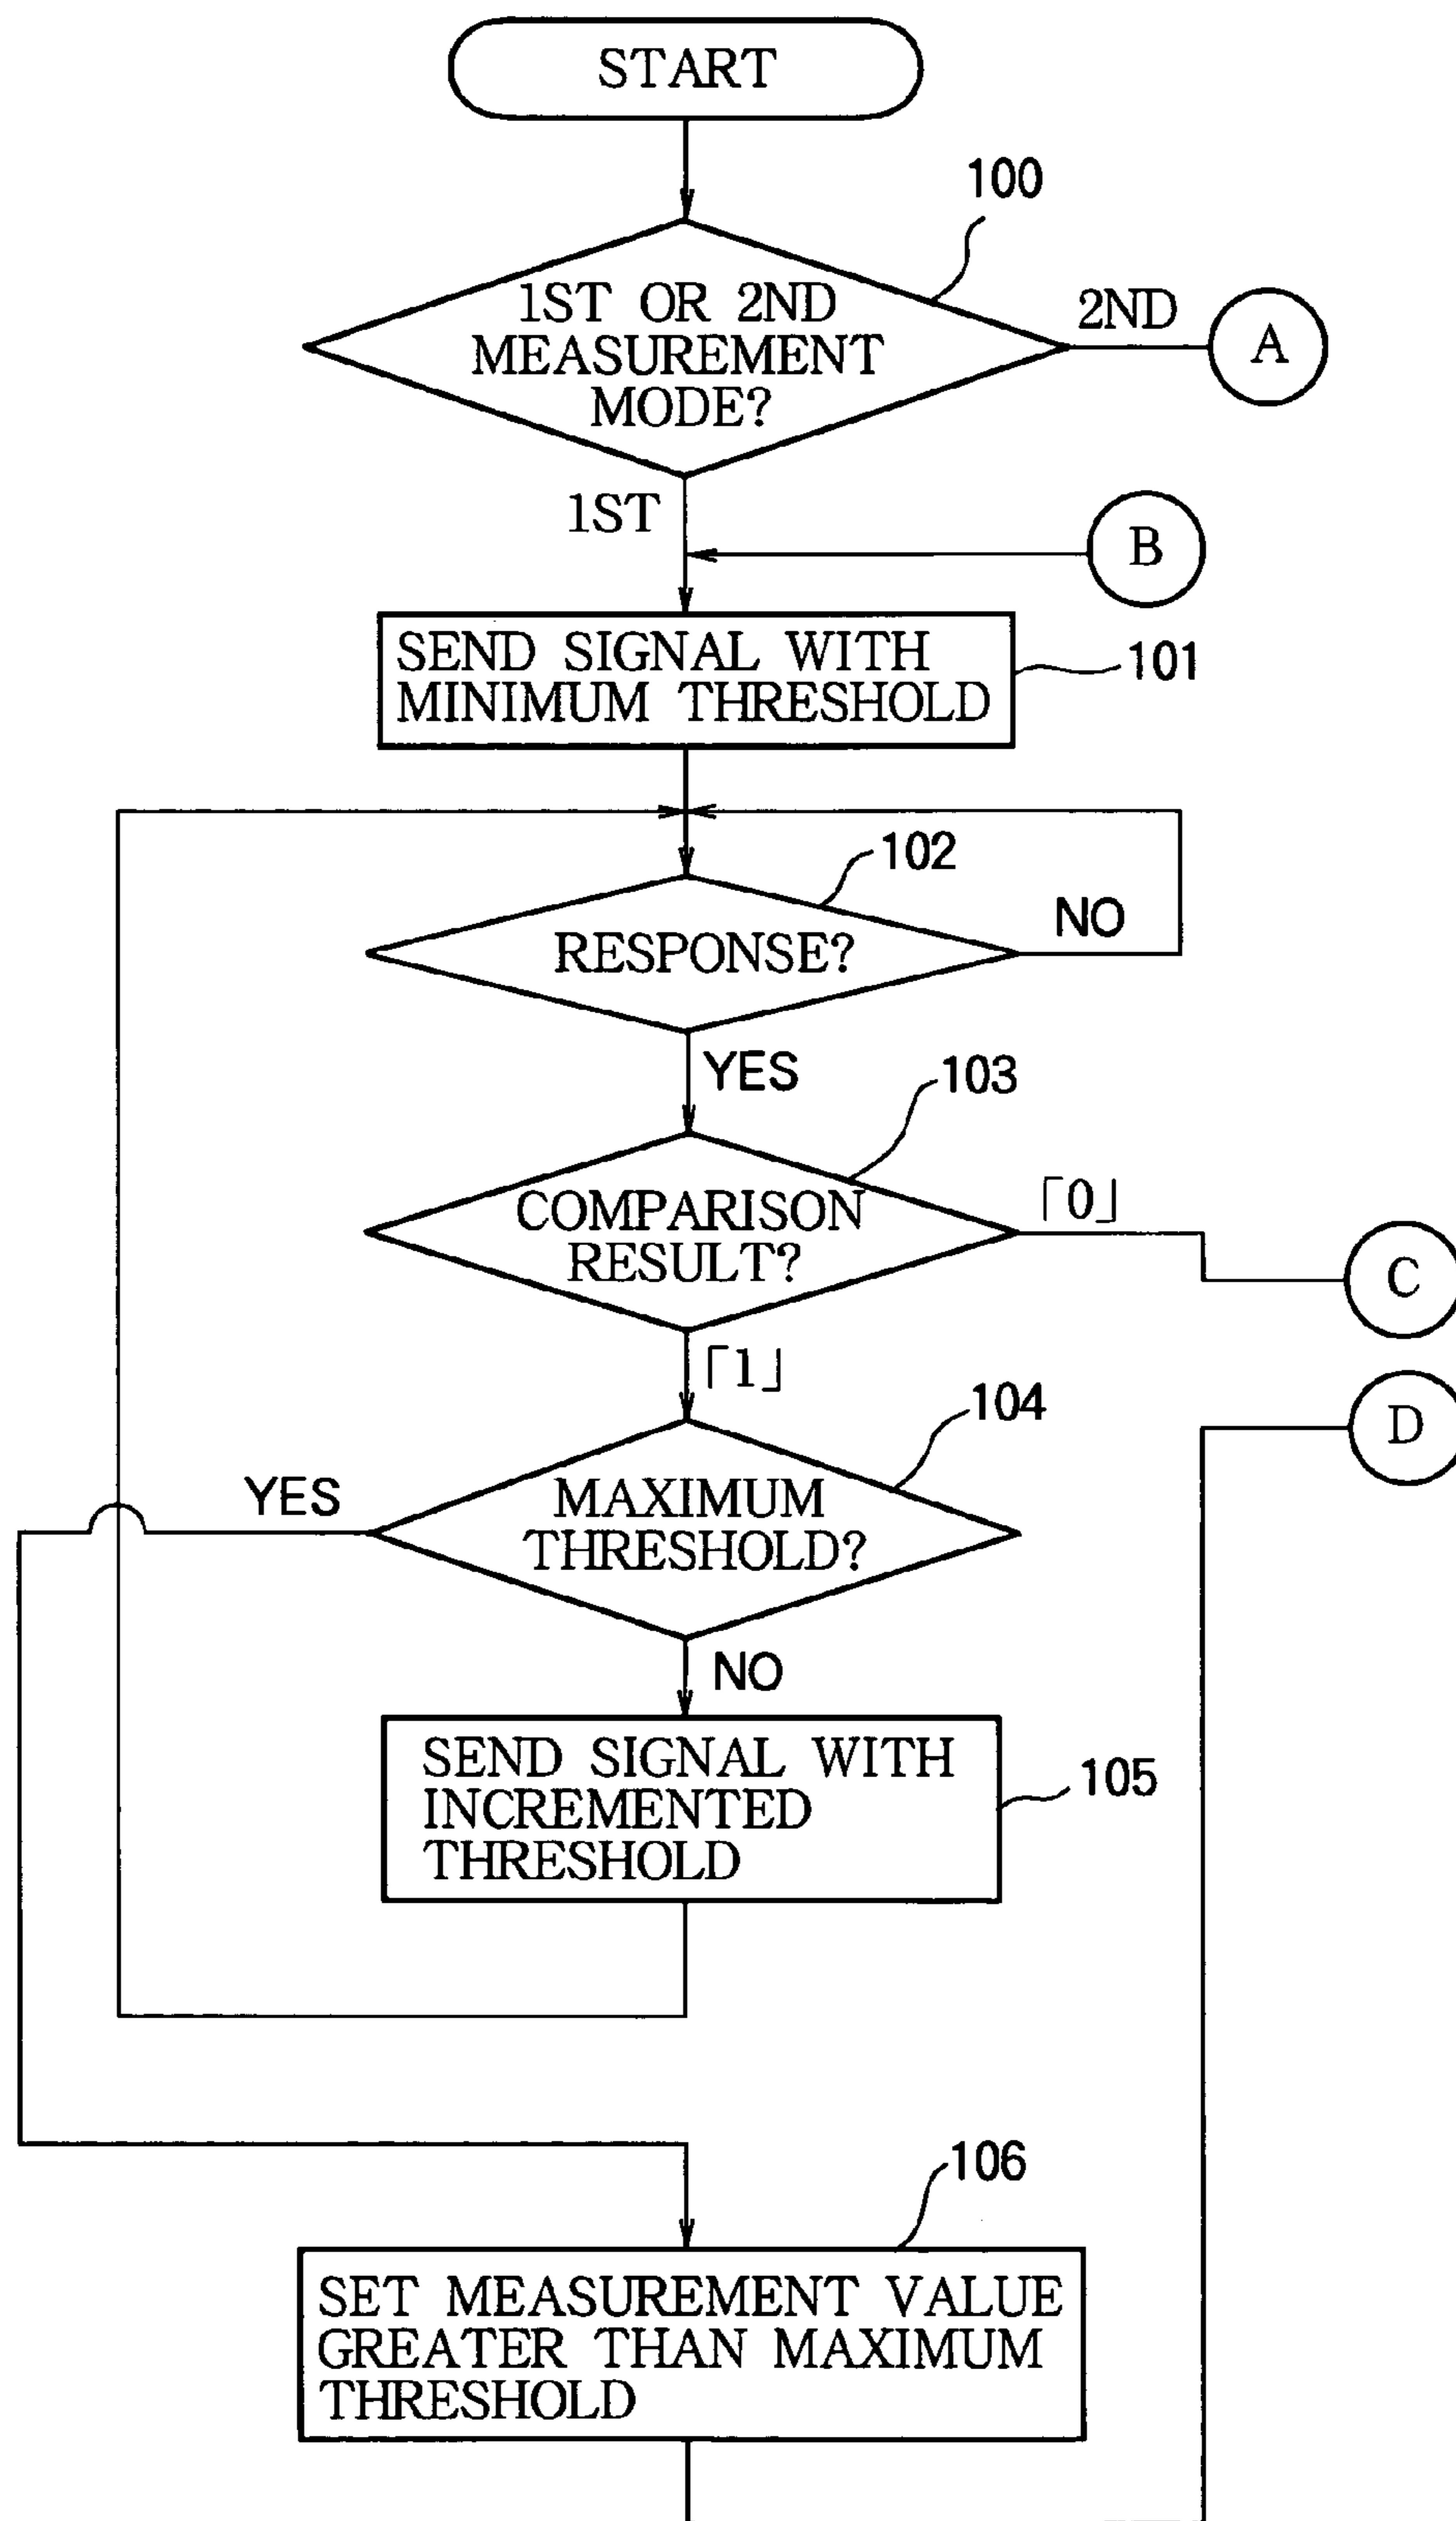 START
100
1ST OR 2ND
MEASUREMENT
MODE?
2ND
A
1ST
B
SEND SIGNAL WITH
MINIMUM THRESHOLD
101
102
RESPONSE?
NO
YES
103
COMPARISON
RESULT?
「0」
C
「1」
104
D
YES
MAXIMUM
THRESHOLD?
NO
SEND SIGNAL WITH
INCREMENTED
THRESHOLD
105
106
SET MEASUREMENT VALUE
GREATER THAN MAXIMUM
THRESHOLD